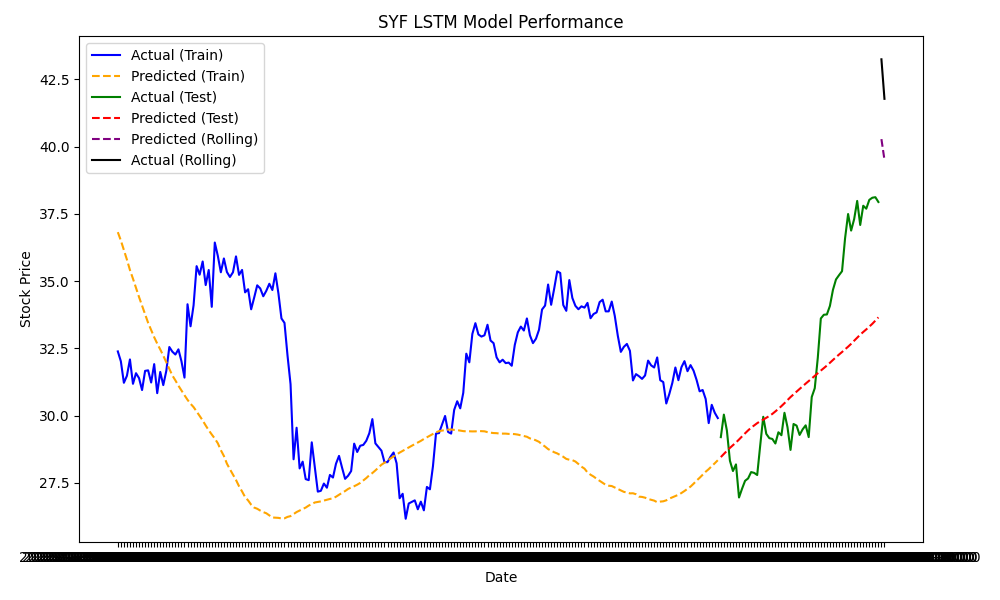 SYF LSTM Model Performance
Actual (Train)
Predicted (Train)
Actual (Test)
Predicted (Test)
Predicted (Rolling)
Actual (Rolling)
42.5
40.0
37.5
35.0
32.5
30.0
27.5
Stock Price
Date